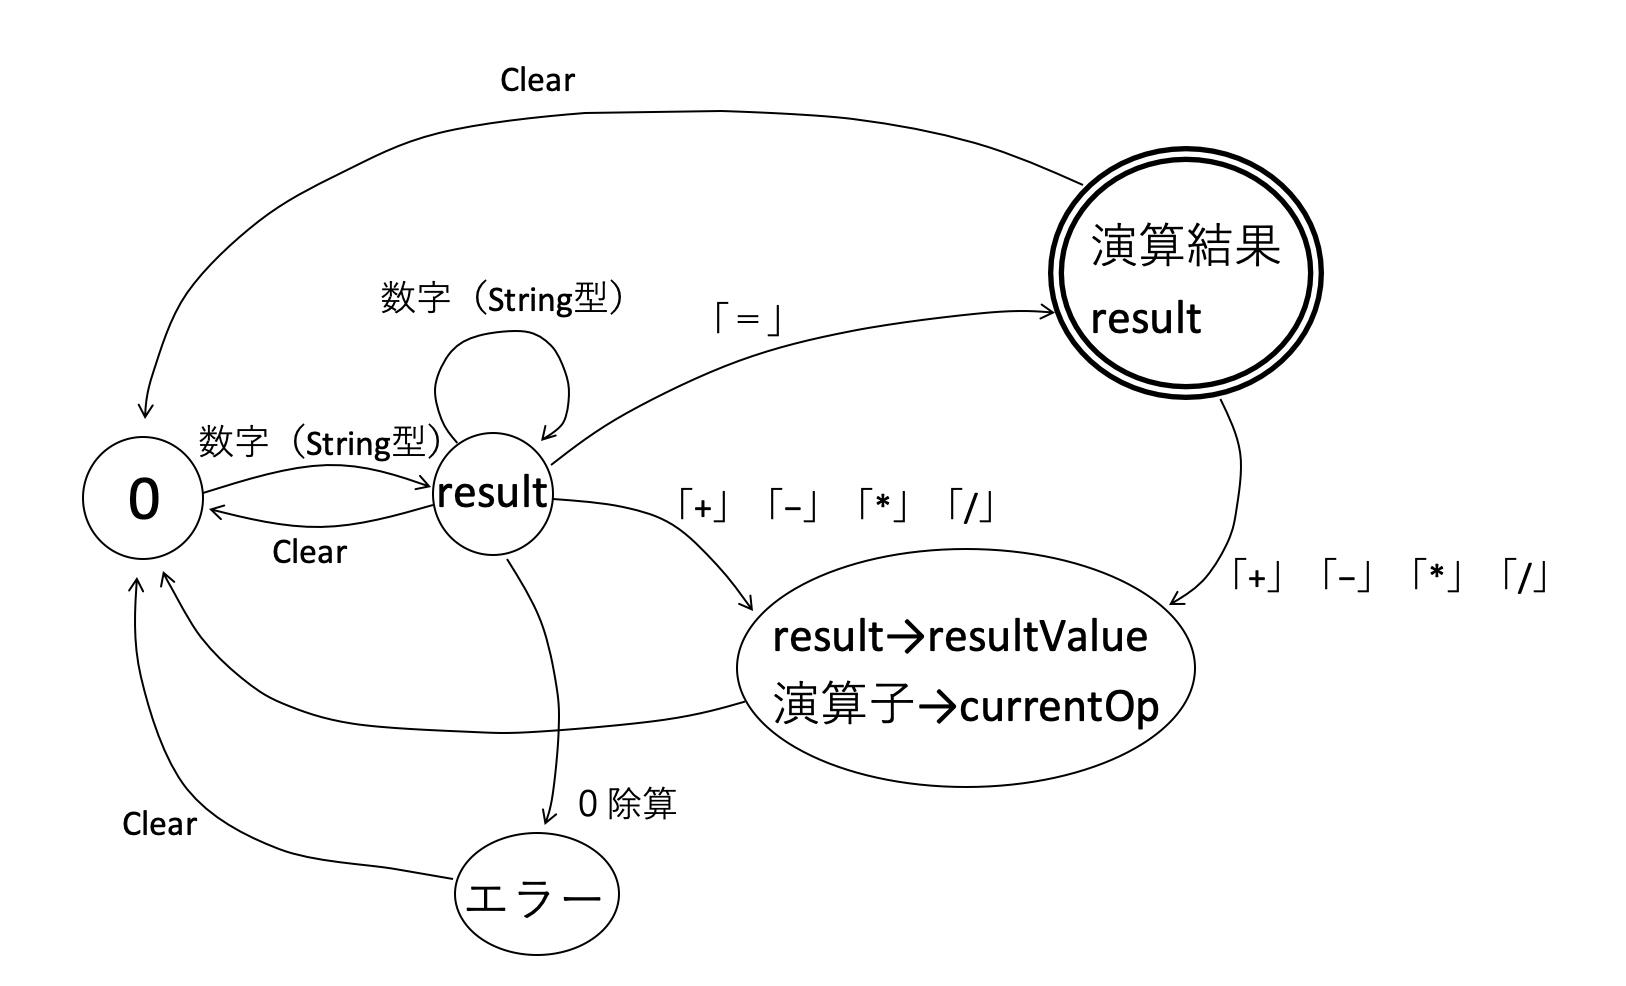 Clear
演算結果
result
数字（String型）
「＝」
数字（String型）
0
result
「+」「−」「*」「/」
Clear
「+」「−」「*」「/」
result→resultValue
演算子→currentOp
0 除算
Clear
エラー